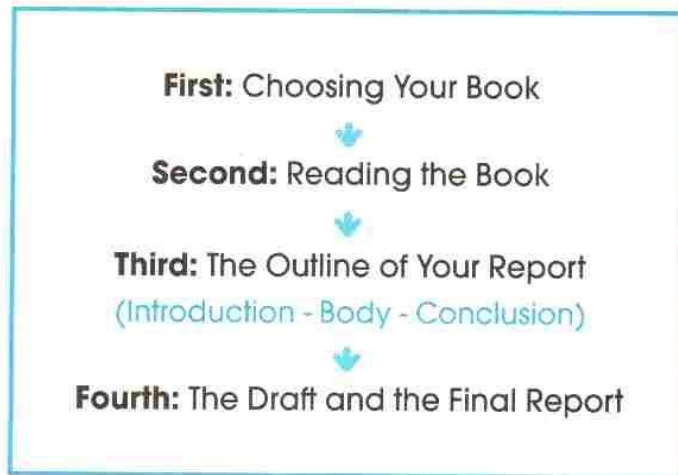 First: Choosing Your Book
Second: Reading the Book
Third: The Outline of Your Report
(Introduction - Body - Conclusion)
Fourth: The Draft and the Final Report